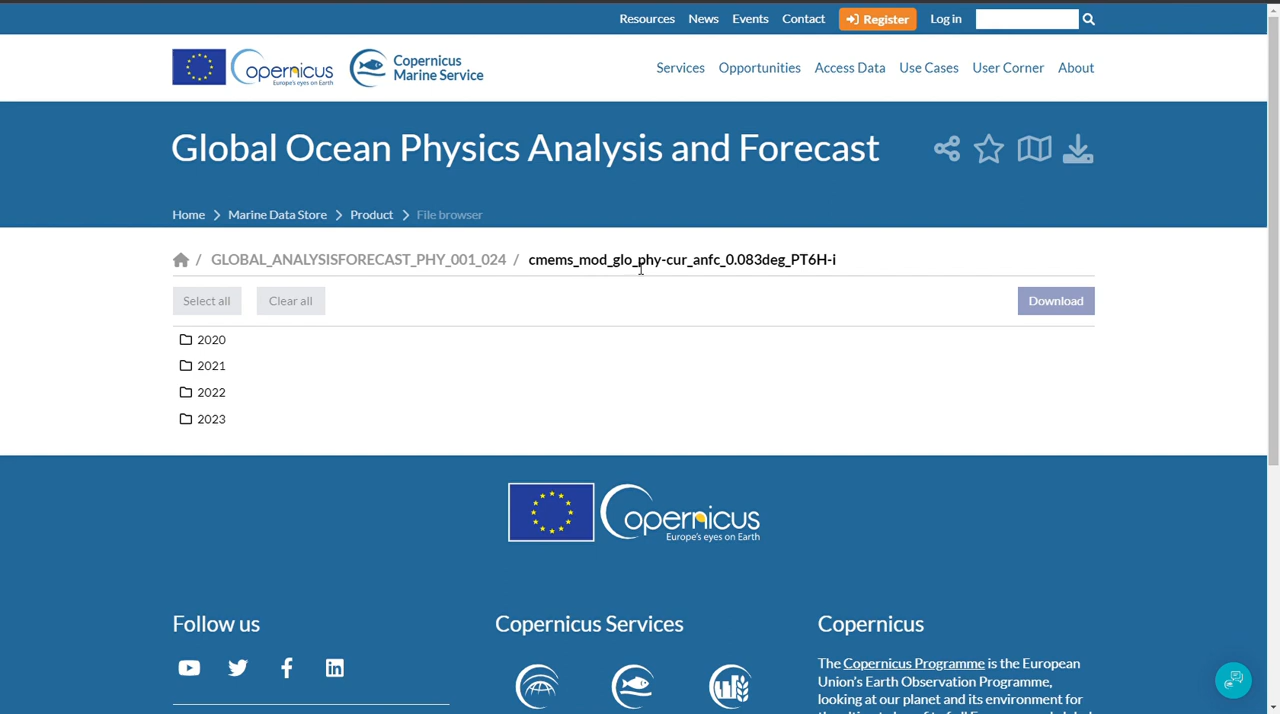 Resources News Events Contact Register Log in
Copernicus
Europe's eyes on Earth
Copernicus
Marine Service
Services Opportunities Access Data Use Cases User Corner About
Global Ocean Physics Analysis and Forecast
Home Marine Data Store Product File browser
/ GLOBAL_ANALYSISFORECAST_PHY_001_024 / cmems_mod_glo_phy-cur_anfc_0.083deg_PT6H-i
Select all Clear all Download
2020
2021
2022
2023
Copernicus
Europe's eyes on Earth
Follow us
Copernicus Services
Copernicus
The Copernicus Programme is the European
Union's Earth Observation Programme,
looking at our planet and its environment for